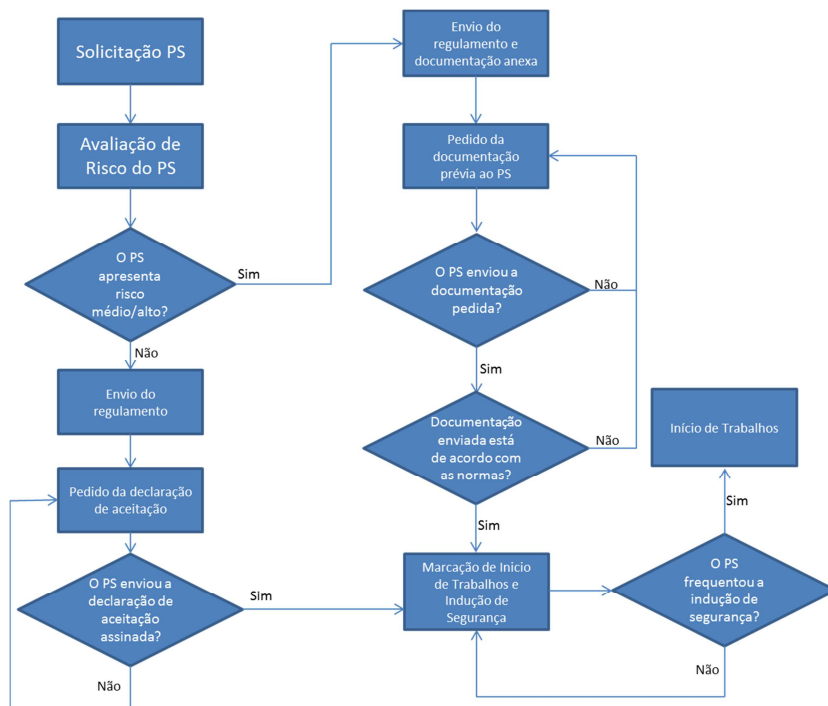 Solicitação PS
Avaliação de
Risco do PS
O PS
apresenta
risco
médio/alto?
Sim
Não
Envio do
regulamento
Pedido da declaração
de aceitação
O PS enviou a
declaração de
aceitação
assinada?
SIm
Não
Envio do
regulamento e
documentação anexa
Pedido da
documentação
prévia ao PS
O PS enviou a
documentação
pedida?
Não
Sim
Documentação
enviada está
de acordo com
as normas?
Não
Sim
Marcação de Inicio
de Trabalhos e
Indução de
Segurança
O PS
frequentou a
indução de
segurança?
Sim
Não
Início de Trabalhos